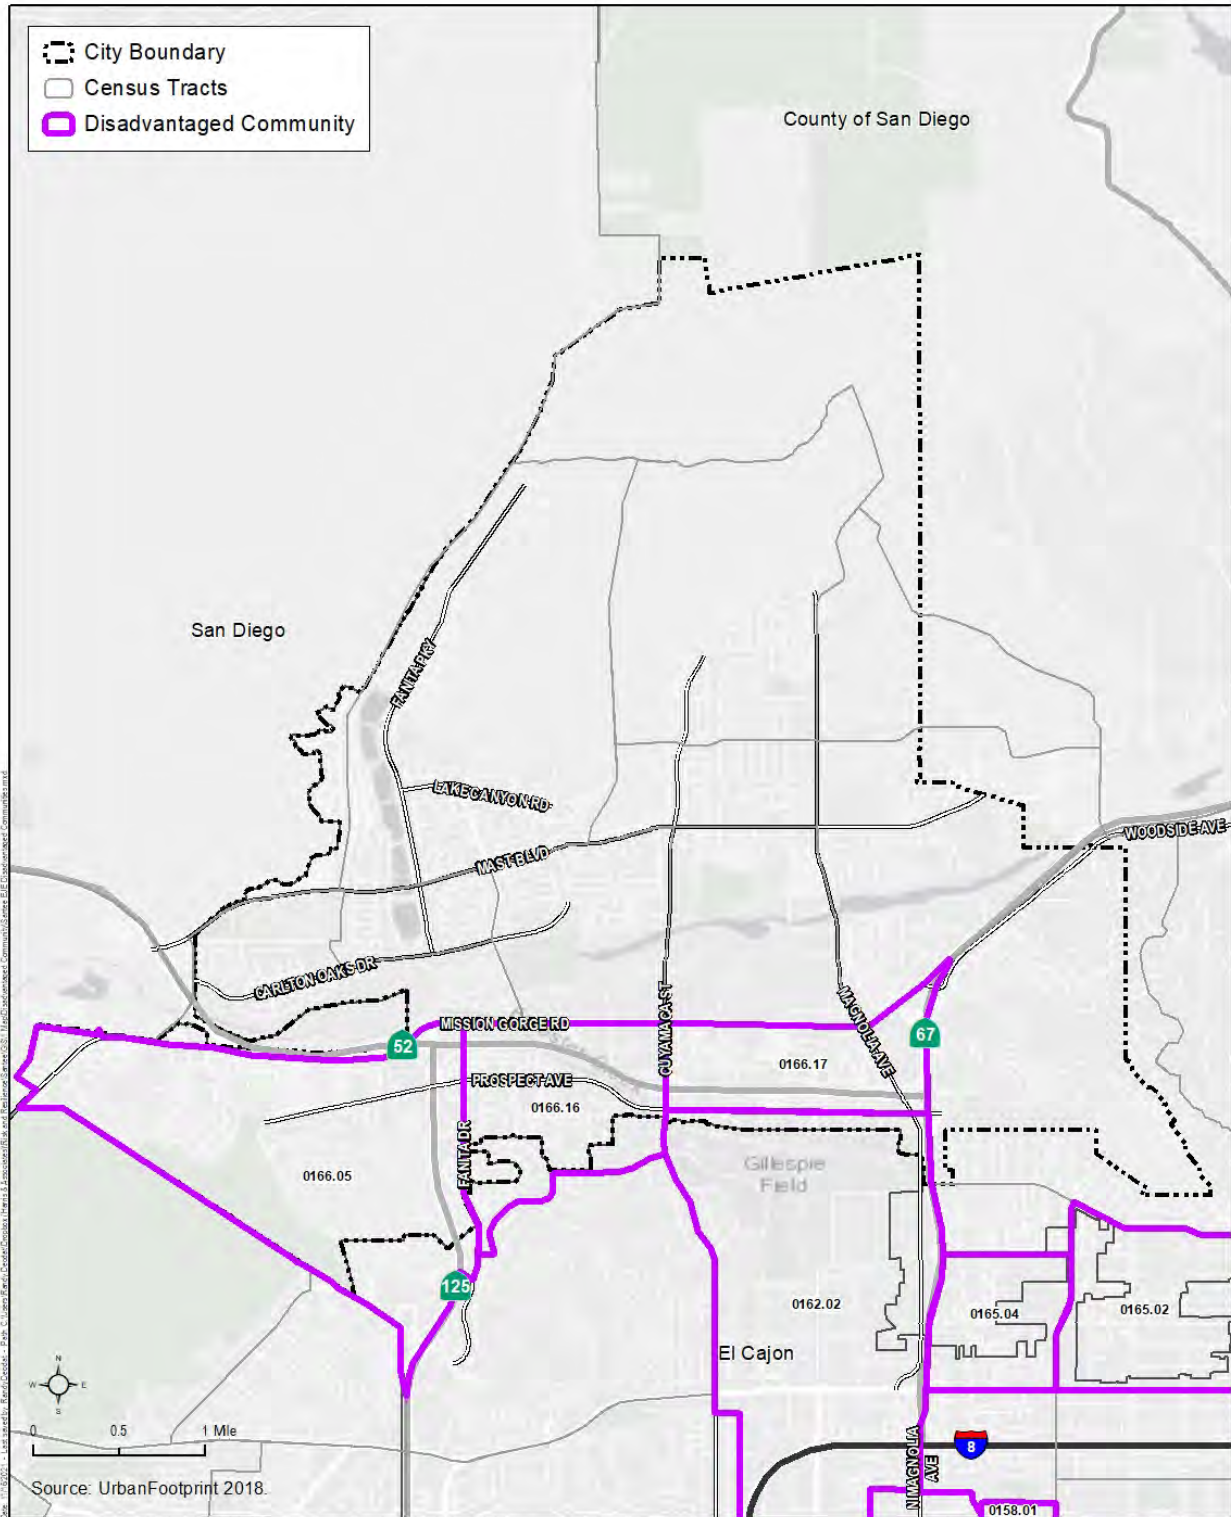 City Boundary
Census Tracts
Disadvantaged Community
County of San Diego
San Diego
FANITA PKY
LAKE CANYON RD
MAST BLVD
WOODSIDE AVE
CARLTON OAKS DR
MISSION GORGE RD
52
CUYAMACA ST
MAGNOLIA AVE
67
0166.17
PROSPECT AVE
0166.16
FANITA DR
0166.05
Gillespie
Field
125
0162.02
0165.04
0165.02
El Cajon
N
W E
S
0 0.5 1 Mile
N MAGNOLIA
AVE
8
Source: UrbanFootprint 2018.
0158.01